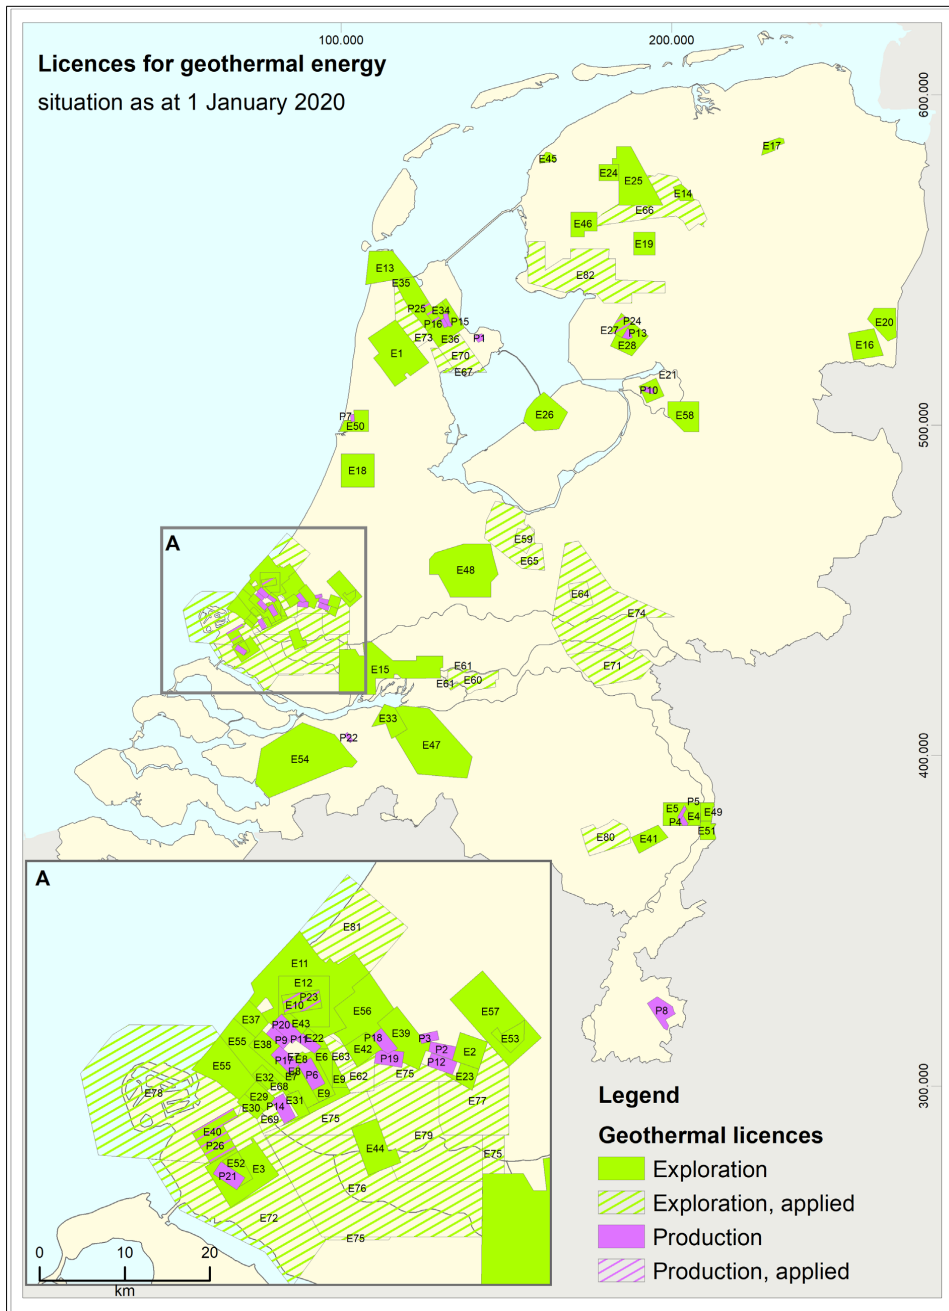 100.000
200.000
Licences for geothermal energy
situation as at 1 January 2020
600.000
E17
E45
E24
E25
E14
E66
E46
E19
E13
E35
E82
P25
E34
P16
P15
E73
E36
P1
E1
E70
E67
P24
E27
P13
E28
E20
E16
E21
P10
P7
E50
E26
E58
500.000
E18
A
E59
E65
E48
E64
E74
E15
E61
E61
E60
E71
E33
P22
E47
E54
400.000
E5
P5
E4
E49
P4
E51
E80
E41
P8
300.000
A
E81
E11
E12
P23
E10
E57
E37
E56
P20
E43
E39
E53
E55
E38
P9
P11
E22
P18
P3
E42
P2
E2
P17
E7
E8
E6
E63
P19
P12
E55
E8
E32
E7
P6
E9
E62
E75
E23
E68
E78
E29
E31
E9
E77
E30
P14
E69
E75
E40
E79
P26
E44
E75
E52
E3
P21
E76
E72
E75
0
10
20
km
Legend
Geothermal licences
Exploration
Exploration, applied
Production
Production, applied